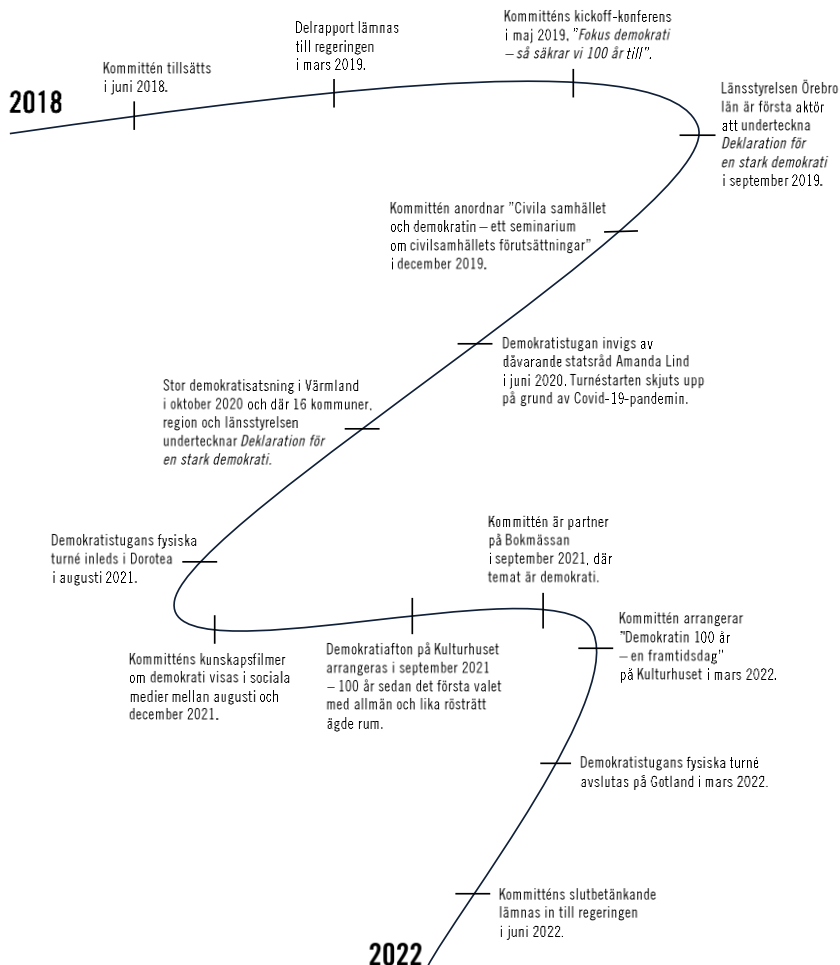 2018
Kommittén tillsätts
i juni 2018.
Delrapport lämnas
till regeringen
i mars 2019.
Kommitténs kickoff-konferens
i maj 2019, "Fokus demokrati
– så säkrar vi 100 år till".
Länsstyrelsen Örebro
län är första aktör
att underteckna
Deklaration för
en stark demokrati
i september 2019.
Kommittén anordnar "Civila samhället
och demokratin – ett seminarium
om civilsamhällets förutsättningar"
i december 2019.
Demokratistugan invigs av
dåvarande statsråd Amanda Lind
i juni 2020. Turnéstarten skjuts upp
på grund av Covid-19-pandemin.
Stor demokratisatsning i Värmland
i oktober 2020 och där 16 kommuner,
region och länsstyrelsen
undertecknar Deklaration för
en stark demokrati.
Demokratistugans fysiska
turné inleds i Dorotea
i augusti 2021.
Kommitténs kunskapsfilmer
om demokrati visas i sociala
medier mellan augusti och
december 2021.
Demokratiafton på Kulturhuset
arrangeras i september 2021
– 100 år sedan det första valet
med allmän och lika rösträtt
ägde rum.
Kommittén är partner
på Bokmässan
i september 2021, där
temat är demokrati.
Kommittén arrangerar
"Demokratin 100 år
– en framtidsdag"
på Kulturhuset i mars 2022.
Demokratistugans fysiska turné
avslutas på Gotland i mars 2022.
Kommitténs slutbetänkande
lämnas in till regeringen
i juni 2022.
2022